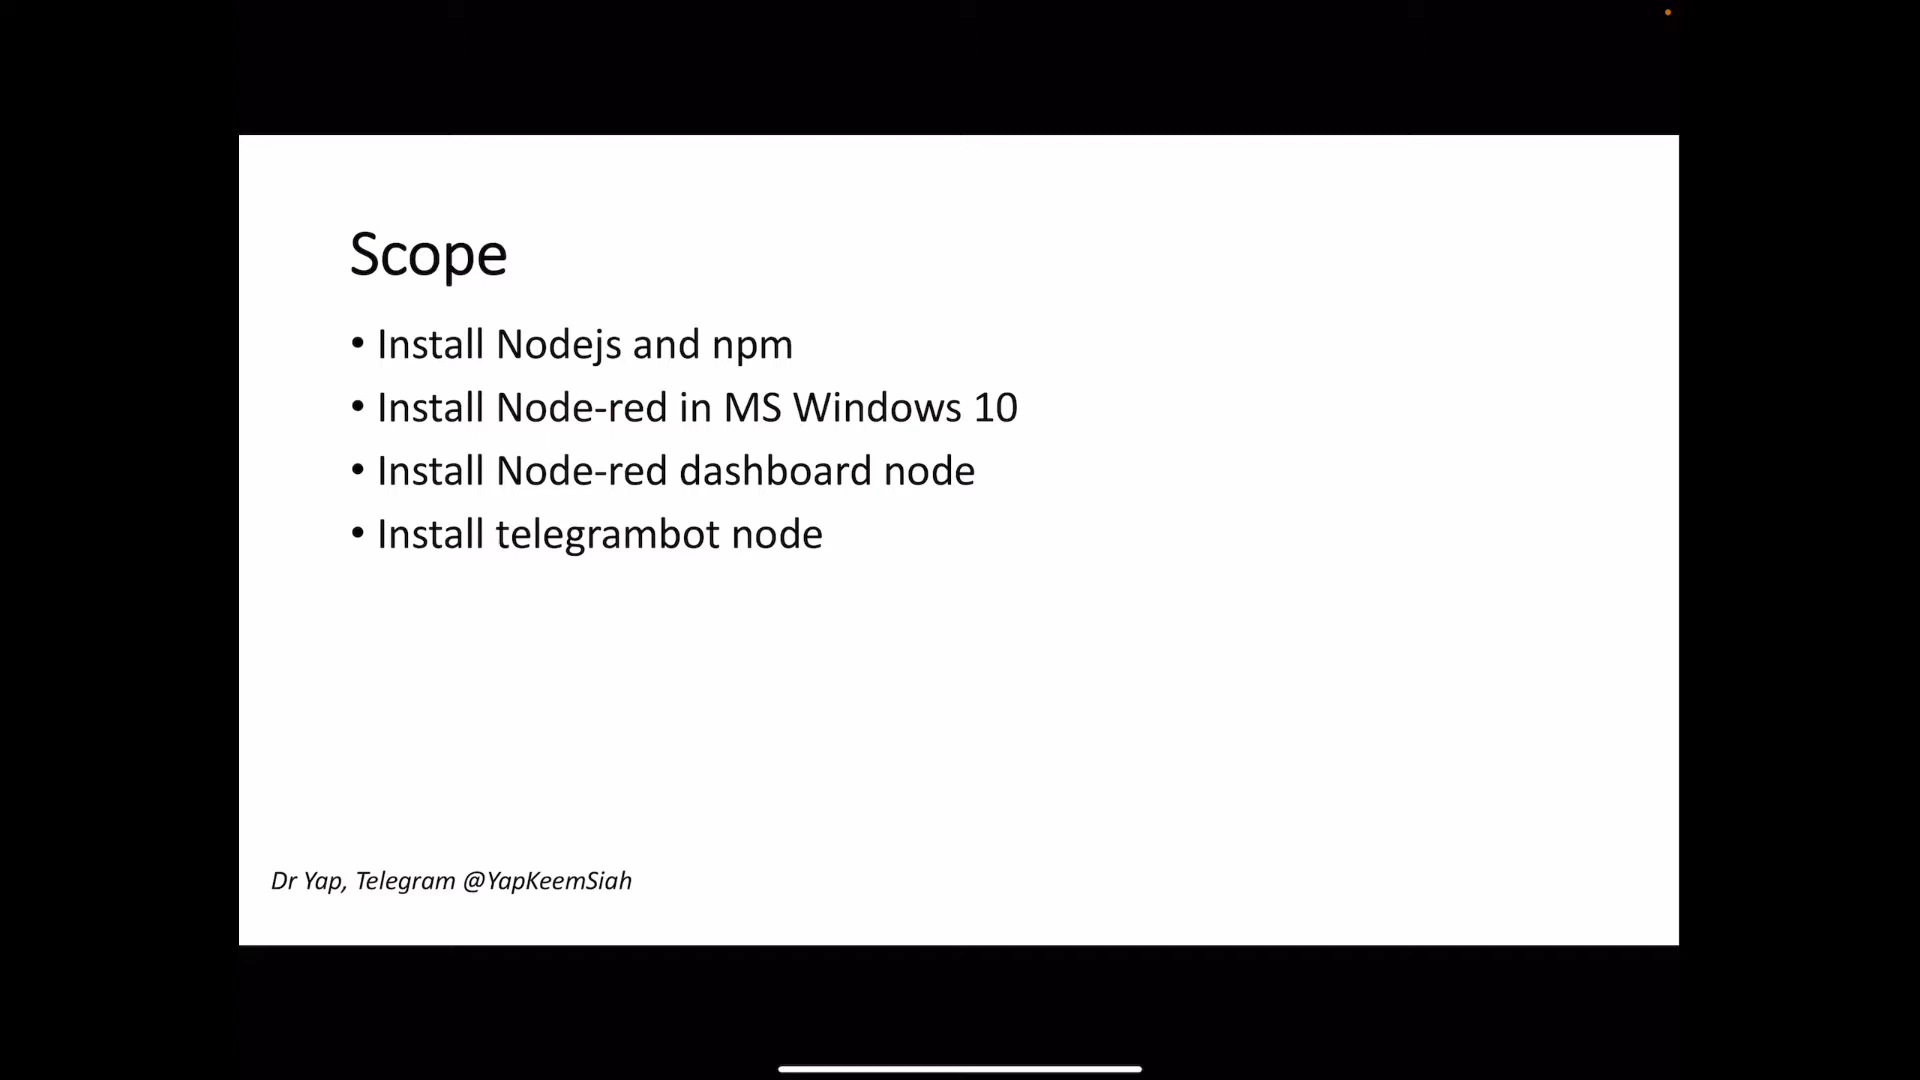 Scope
• Install Nodejs and npm
• Install Node-red in MS Windows 10
• Install Node-red dashboard node
• Install telegrambot node
Dr Yap, Telegram @YapKeemSiah